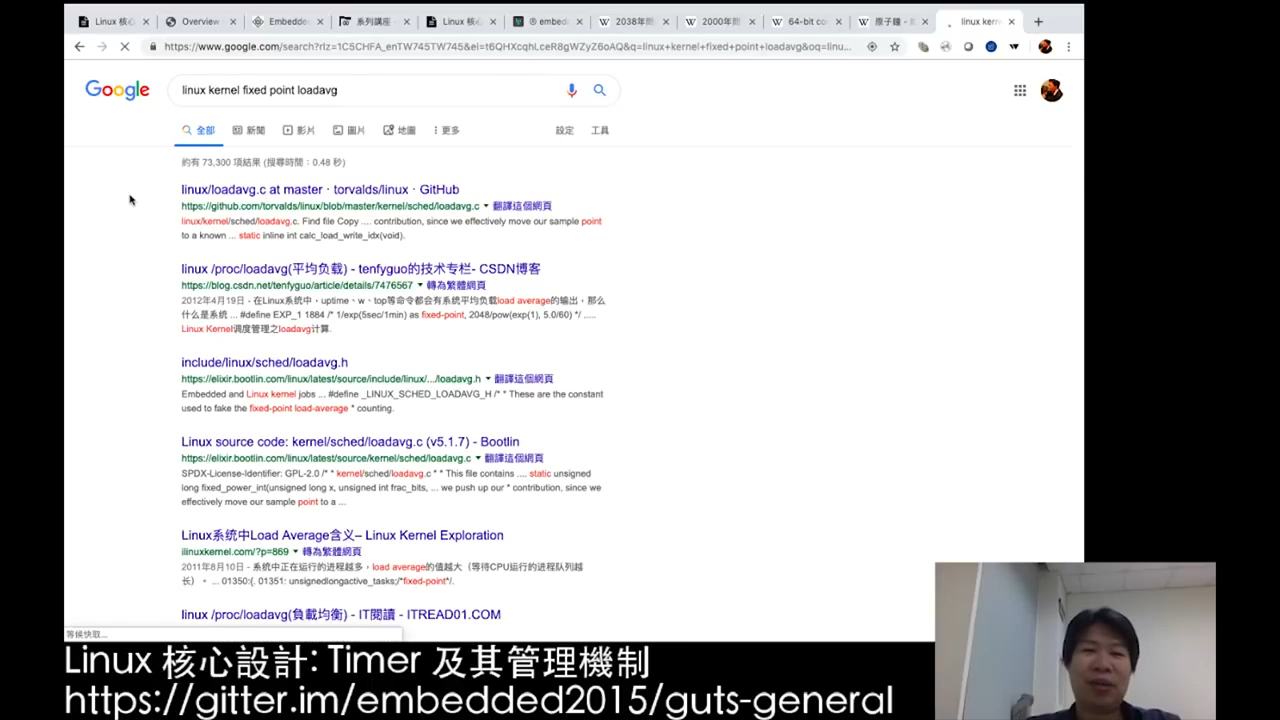 Linux 核
Overview
Embedde
系列講座 -
Linux 核
® embed
2038年
2000年
64-bit co
原子鐘 -
linux kern
https://www.google.com/search?rlz=1C5CHFA_enTW745TW745&ei=t6QHXcqhLceR8gWZyZ6oAQ&q=linux+kernel+fixed+point+loadavg&oq=linu...
Google
linux kernel fixed point loadavg
全部
新聞
影片
圖片
地圖
更多
設定
工具
約有 73,300 項結果 (搜尋時間：0.48 秒)
linux/loadavg.c at master · torvalds/linux · GitHub
https://github.com/torvalds/linux/blob/master/kernel/sched/loadavg.c ▼ 翻譯這個網頁
linux/kernel/sched/loadavg.c. Find file Copy .... contribution, since we effectively move our sample point
to a known ... static inline int calc_load_write_idx(void).
linux /proc/loadavg(平均负载) - tenfyguo的技术专栏- CSDN博客
https://blog.csdn.net/tenfyguo/article/details/7476567 ▼ 轉為繁體網頁
2012年4月19日 - 在Linux系统中，uptime、w、top等命令都会有系统平均负载load average的输出，那么
什么是系统 ... #define EXP_1 1884 /* 1/exp(5sec/1min) as fixed-point, 2048/pow(exp(1), 5.0/60) */ .....
Linux Kernel调度管理之loadavg计算.
include/linux/sched/loadavg.h
https://elixir.bootlin.com/linux/latest/source/include/linux/.../loadavg.h ▼ 翻譯這個網頁
Embedded and Linux kernel jobs ... #define _LINUX_SCHED_LOADAVG_H /* * These are the constant
used to fake the fixed-point load-average * counting.
Linux source code: kernel/sched/loadavg.c (v5.1.7) - Bootlin
https://elixir.bootlin.com/linux/latest/source/kernel/sched/loadavg.c ▼ 翻譯這個網頁
SPDX-License-Identifier: GPL-2.0 /* * kernel/sched/loadavg.c * * This file contains .... static unsigned
long fixed_power_int(unsigned long x, unsigned int frac_bits, ... we push up our * contribution, since we
effectively move our sample point to a ...
Linux系统中Load Average含义– Linux Kernel Exploration
ilinuxkernel.com/?p=869 ▼ 轉為繁體網頁
2011年8月10日 - 系统中正在运行的进程越多，load average的值越大（等待CPU运行的进程队列越
长） • ... 01350:{. 01351: unsignedlongactive_tasks;/*fixed-point*/.
linux /proc/loadavg(負載均衡) - IT閱讀 - ITREAD01.COM
等候快取...
Linux 核心設計: Timer 及其管理機制
https://gitter.im/embedded2015/guts-general